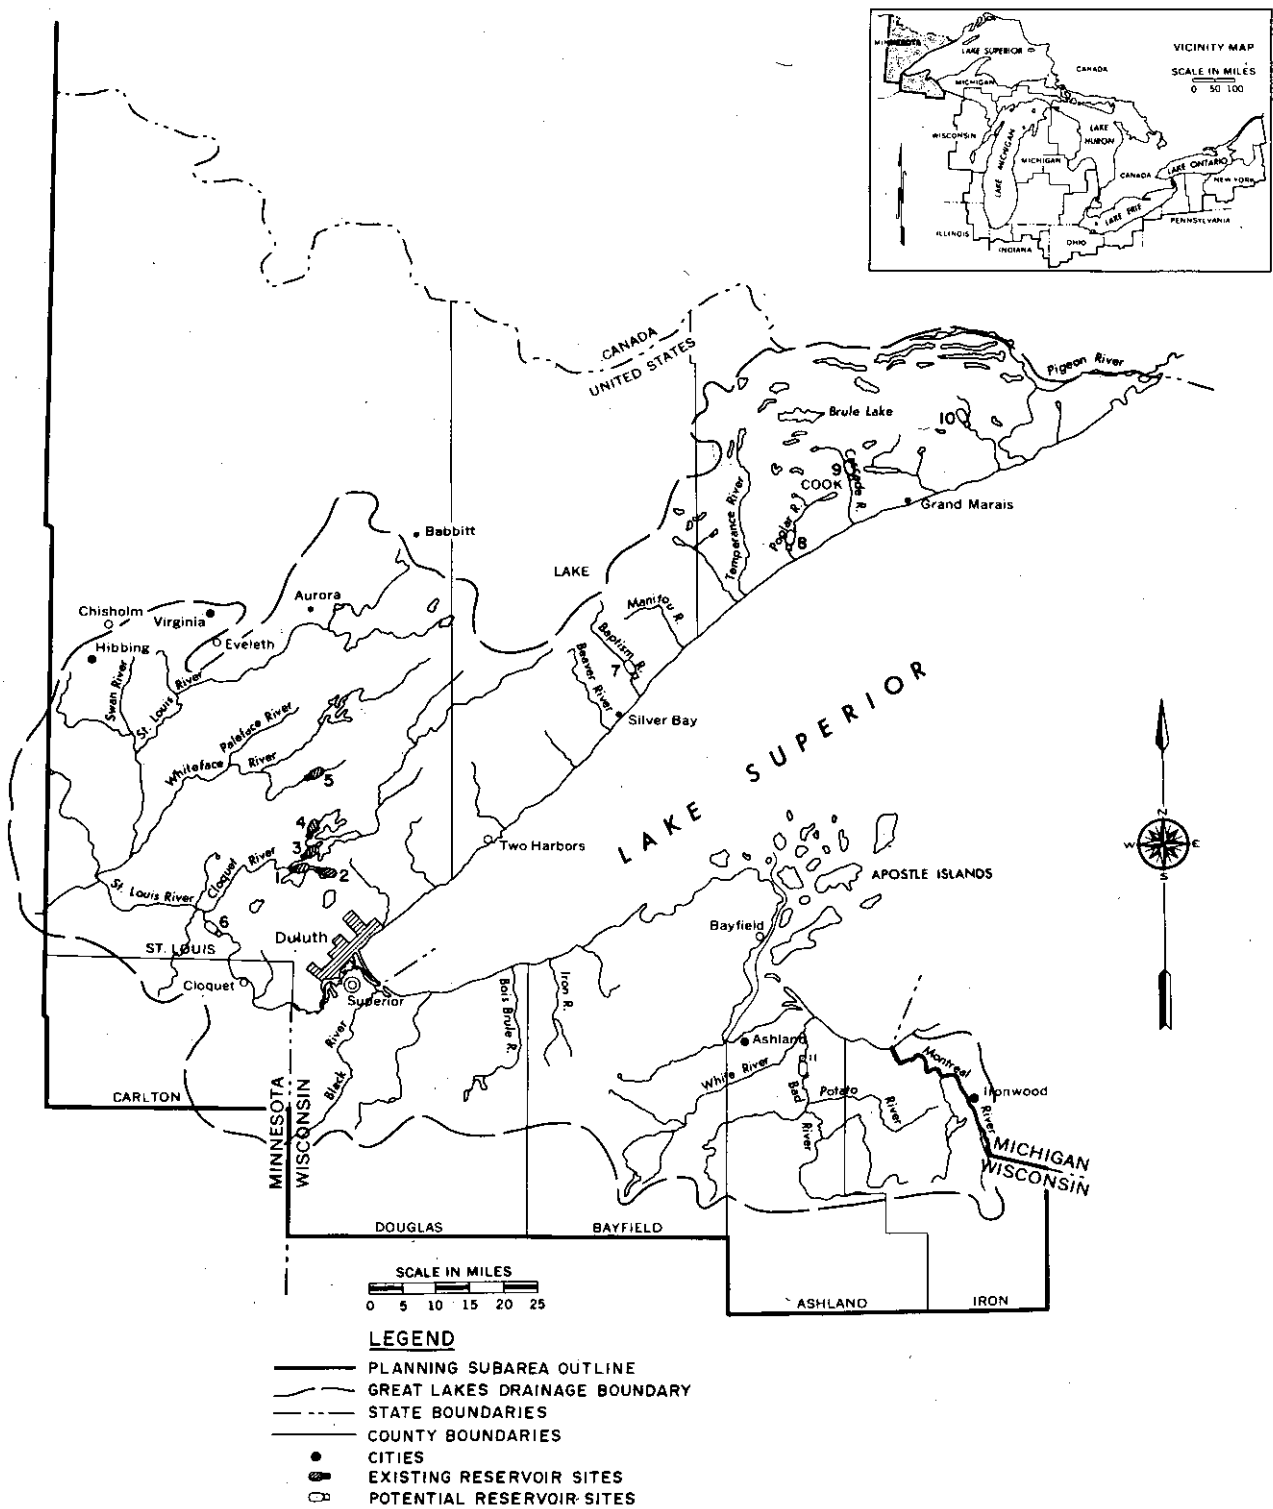 VICINITY MAP
SCALE IN MILES
0 50 100
MINNESOTA
LAKE SUPERIOR
CANADA
MICHIGAN
WISCONSIN
LAKE MICHIGAN
MICHIGAN
LAKE HURON
CANADA
LAKE ONTARIO
NEW YORK
LAKE ERIE
PENNSYLVANIA
ILLINOIS
INDIANA
OHIO
CANADA
UNITED STATES
Pigeon River
Brule Lake
10
9
COOK
Cascade R.
Grand Marais
Temperance River
Poplar R.
8
Babbitt
LAKE
Aurora
Chisholm
Virginia
Eveleth
Hibbing
Manitou R.
Baptism R.
7
Beaver River
Silver Bay
Swan River
St. Louis River
Paleface River
Whiteface River
5
LAKE SUPERIOR
4
3
Two Harbors
1
2
Cloquet River
St. Louis River
6
N
W E
S
APOSTLE ISLANDS
Bayfield
Duluth
ST. LOUIS
Cloquet
Superior
Bois Brule R.
Iron R.
Ashland
White River
11
Bad River
Potato River
Montreal River
Ironwood
Black River
CARLTON
MINNESOTA
WISCONSIN
MICHIGAN
WISCONSIN
DOUGLAS
BAYFIELD
ASHLAND
IRON
SCALE IN MILES
0 5 10 15 20 25
LEGEND
PLANNING SUBAREA OUTLINE
GREAT LAKES DRAINAGE BOUNDARY
STATE BOUNDARIES
COUNTY BOUNDARIES
CITIES
EXISTING RESERVOIR SITES
POTENTIAL RESERVOIR SITES